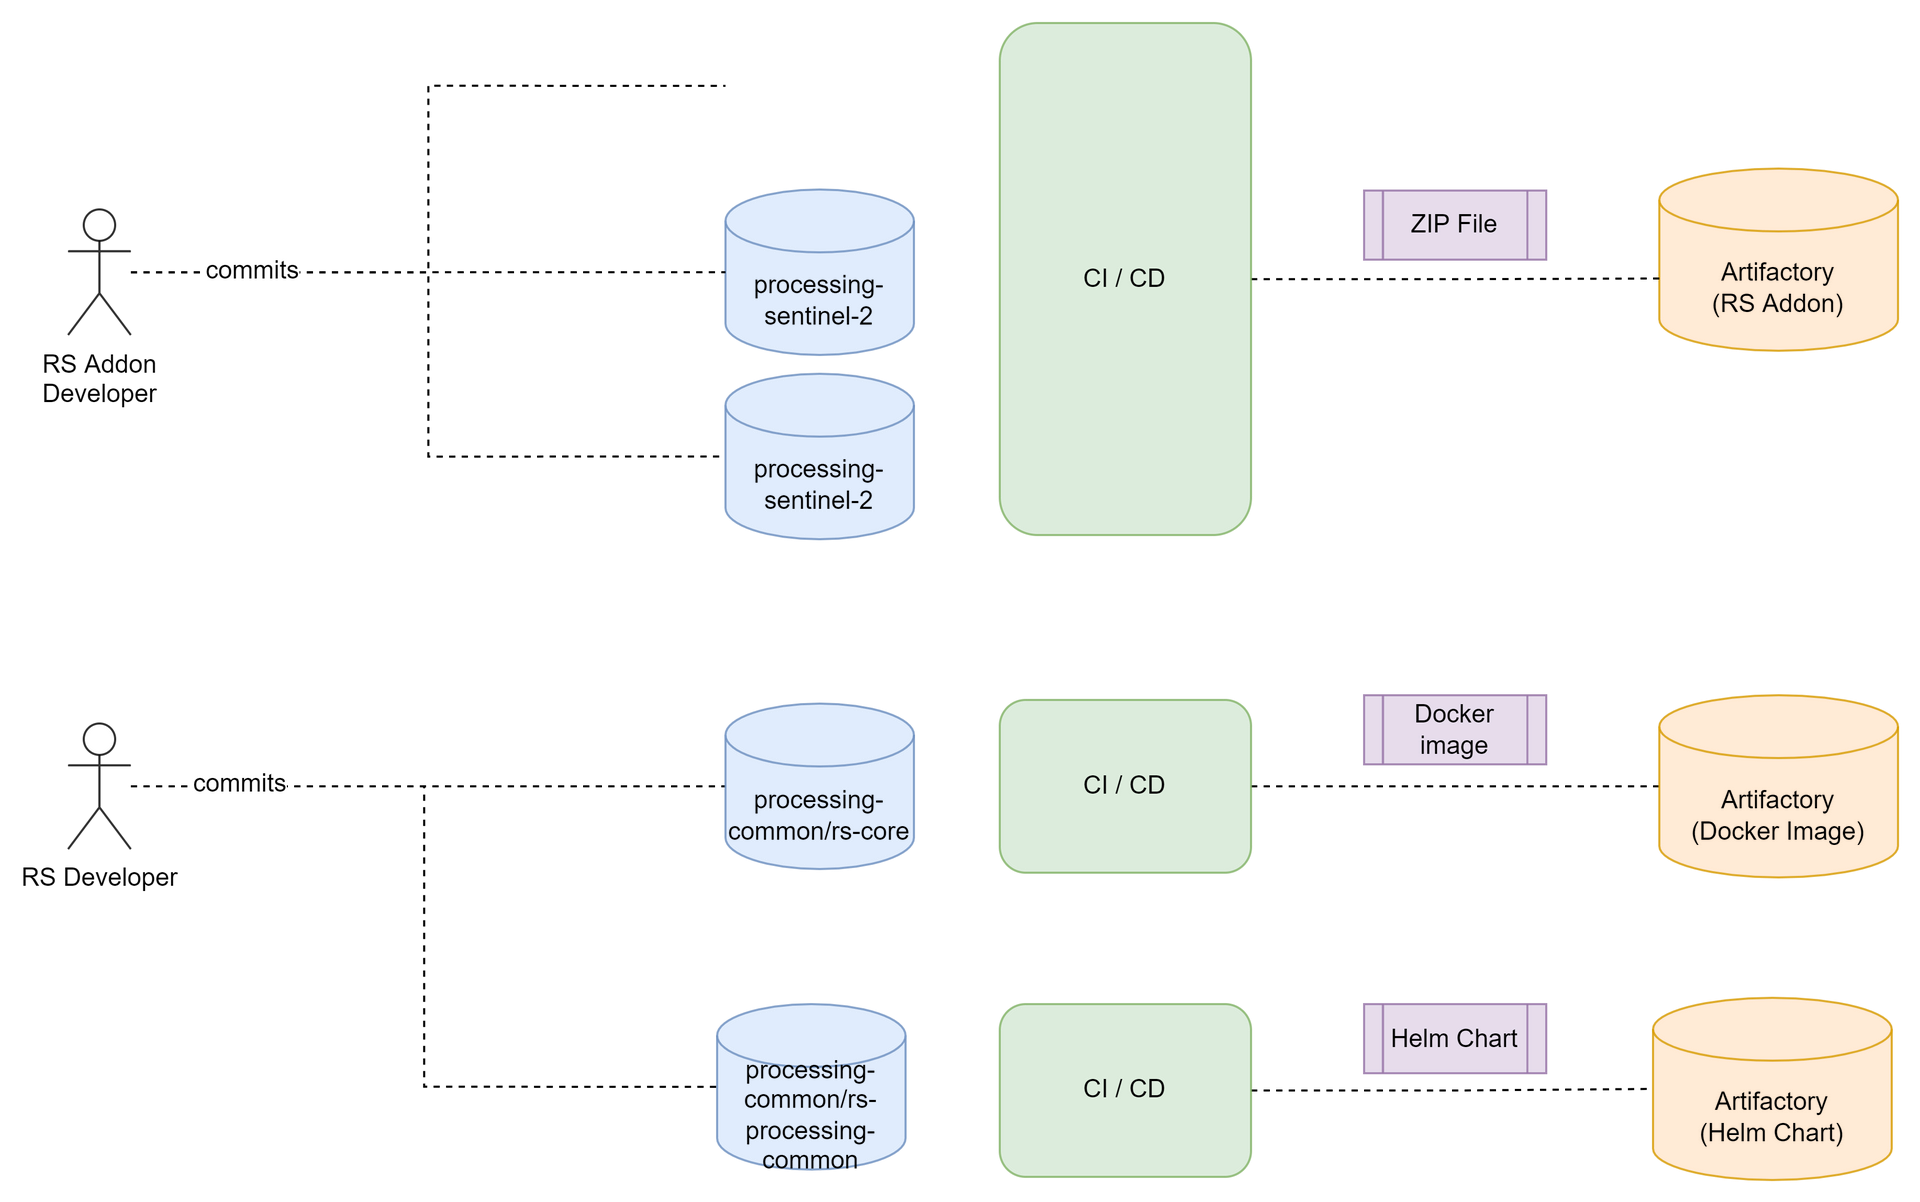 commits
RS Addon
Developer
processing-
sentinel-2
processing-
sentinel-2
CI / CD
ZIP File
Artifactory
(RS Addon)
commits
RS Developer
processing-
common/rs-core
CI / CD
Docker
image
Artifactory
(Docker Image)
processing-
common/rs-
processing-
common
CI / CD
Helm Chart
Artifactory
(Helm Chart)